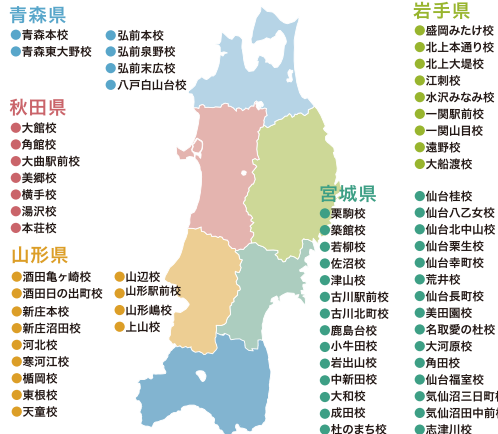 青森県
●青森本校
●青森東大野校
●弘前本校
●弘前泉野校
●弘前末広校
●八戸白山台校
岩手県
●盛岡みたけ校
●北上本通り校
●北上大堤校
●江刺校
●水沢みなみ校
●一関駅前校
●一関山目校
●遠野校
●大船渡校
秋田県
●大館校
●角館校
●大曲駅前校
●美郷校
●横手校
●湯沢校
●本荘校
宮城県
●栗駒校
●築館校
●若柳校
●佐沼校
●津山校
●古川駅前校
●古川北町校
●鹿島台校
●小牛田校
●岩出山校
●中新田校
●大和校
●成田校
●杜のまち校
●仙台桂校
●仙台八乙女校
●仙台北中山校
●仙台栗生校
●仙台幸町校
●荒井校
●仙台長町校
●美田園校
●名取愛の杜校
●大河原校
●角田校
●仙台福室校
●気仙沼三日町校
●気仙沼田中前校
●志津川校
山形県
●酒田亀ヶ崎校
●酒田日の出町校
●新庄本校
●新庄沼田校
●河北校
●寒河江校
●楯岡校
●東根校
●天童校
●山辺校
●山形駅前校
●山形嶋校
●上山校